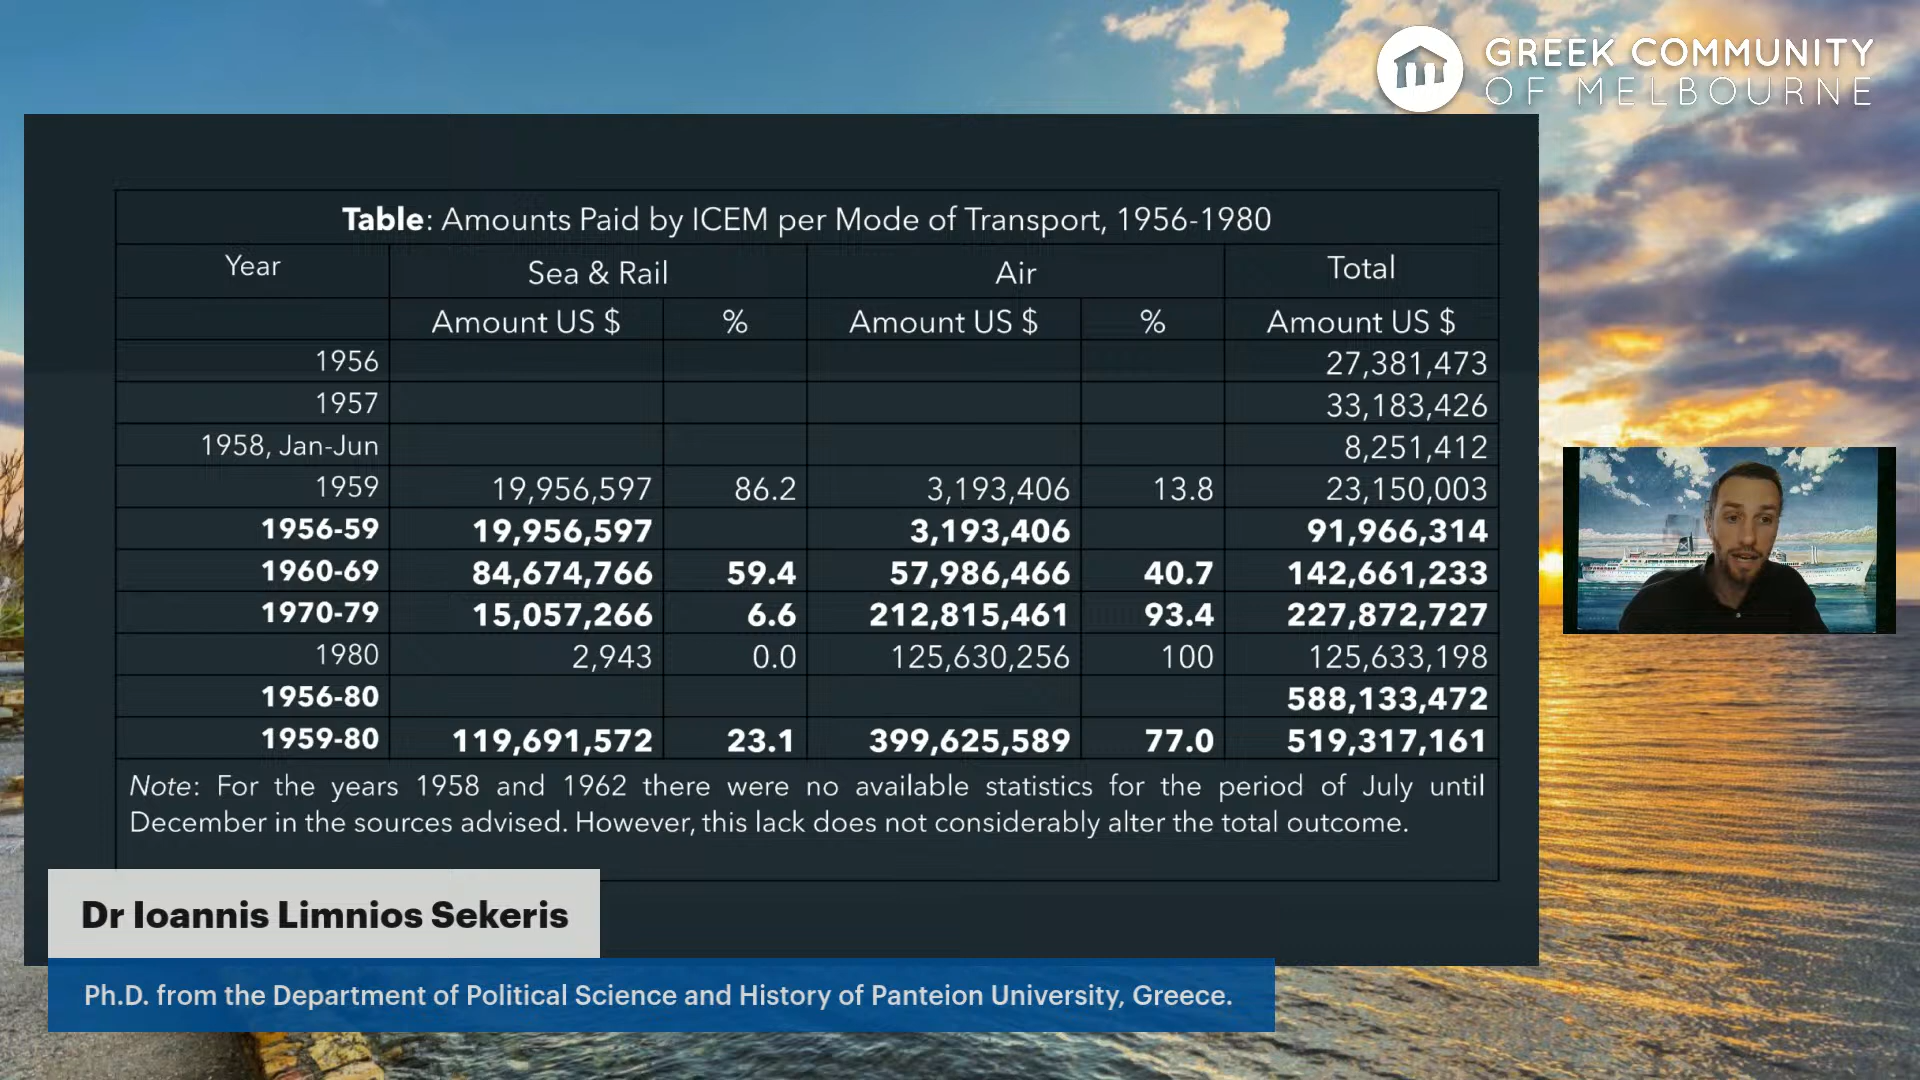 GREEK COMMUNITY
OF MELBOURNE
Table: Amounts Paid by ICEM per Mode of Transport, 1956-1980
Year Sea & Rail Air Total
Amount US $ % Amount US $ % Amount US $
1956 27,381,473
1957 33,183,426
1958, Jan-Jun 8,251,412
1959 19,956,597 86.2 3,193,406 13.8 23,150,003
1956-59 19,956,597 3,193,406 91,966,314
1960-69 84,674,766 59.4 57,986,466 40.7 142,661,233
1970-79 15,057,266 6.6 212,815,461 93.4 227,872,727
1980 2,943 0.0 125,630,256 100 125,633,198
1956-80 588,133,472
1959-80 119,691,572 23.1 399,625,589 77.0 519,317,161
Note: For the years 1958 and 1962 there were no available statistics for the period of July until
December in the sources advised. However, this lack does not considerably alter the total outcome.
Dr Ioannis Limnios Sekeris
Ph.D. from the Department of Political Science and History of Panteion University, Greece.